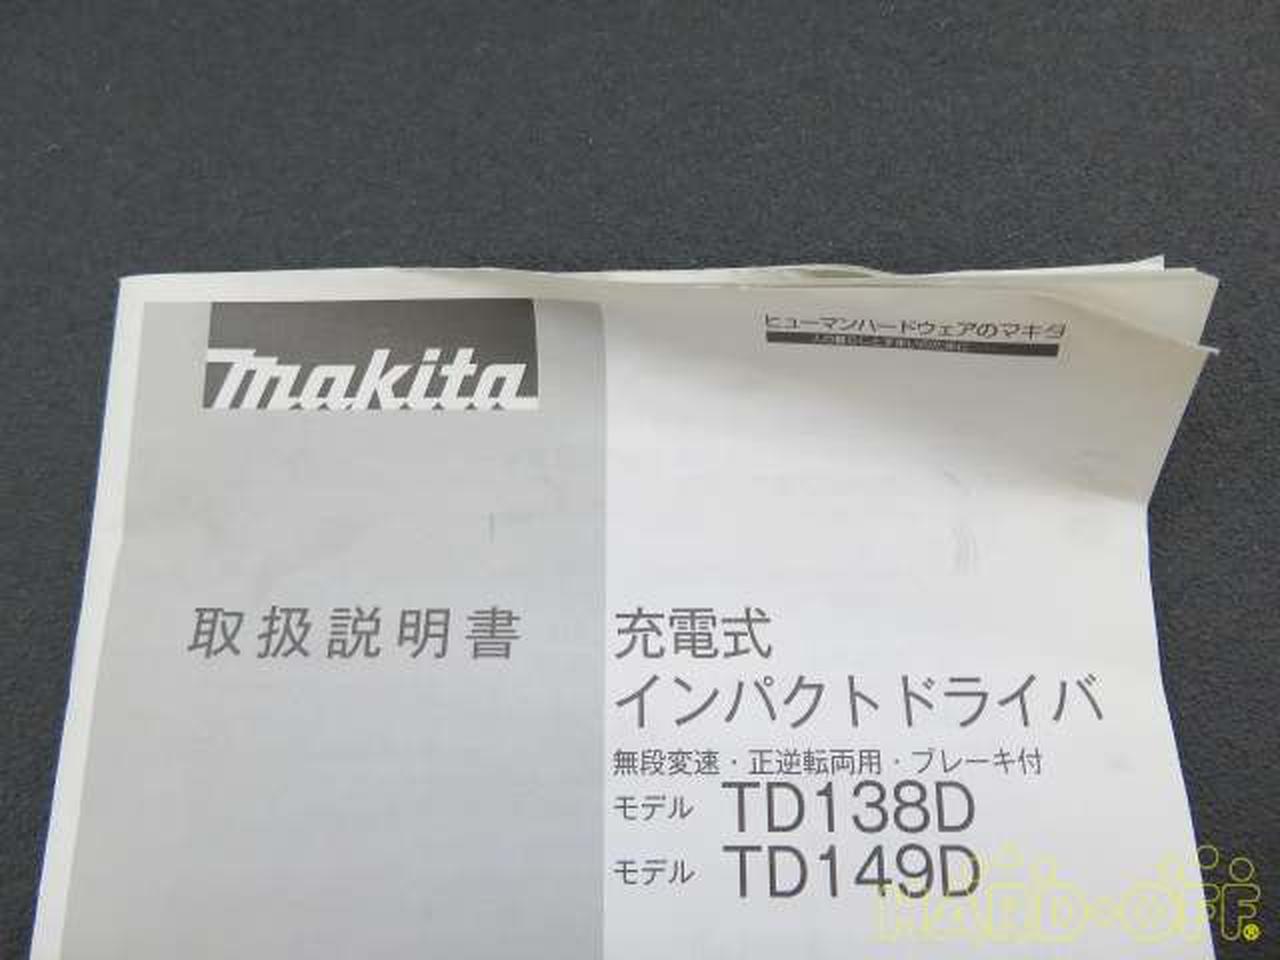 makita
ヒューマンハードウェアのマキタ
取扱説明書
充電式
インパクトドライバ
無段変速・正逆転両用・ブレーキ付
モデル TD138D
モデル TD149D
HARD・OFF®